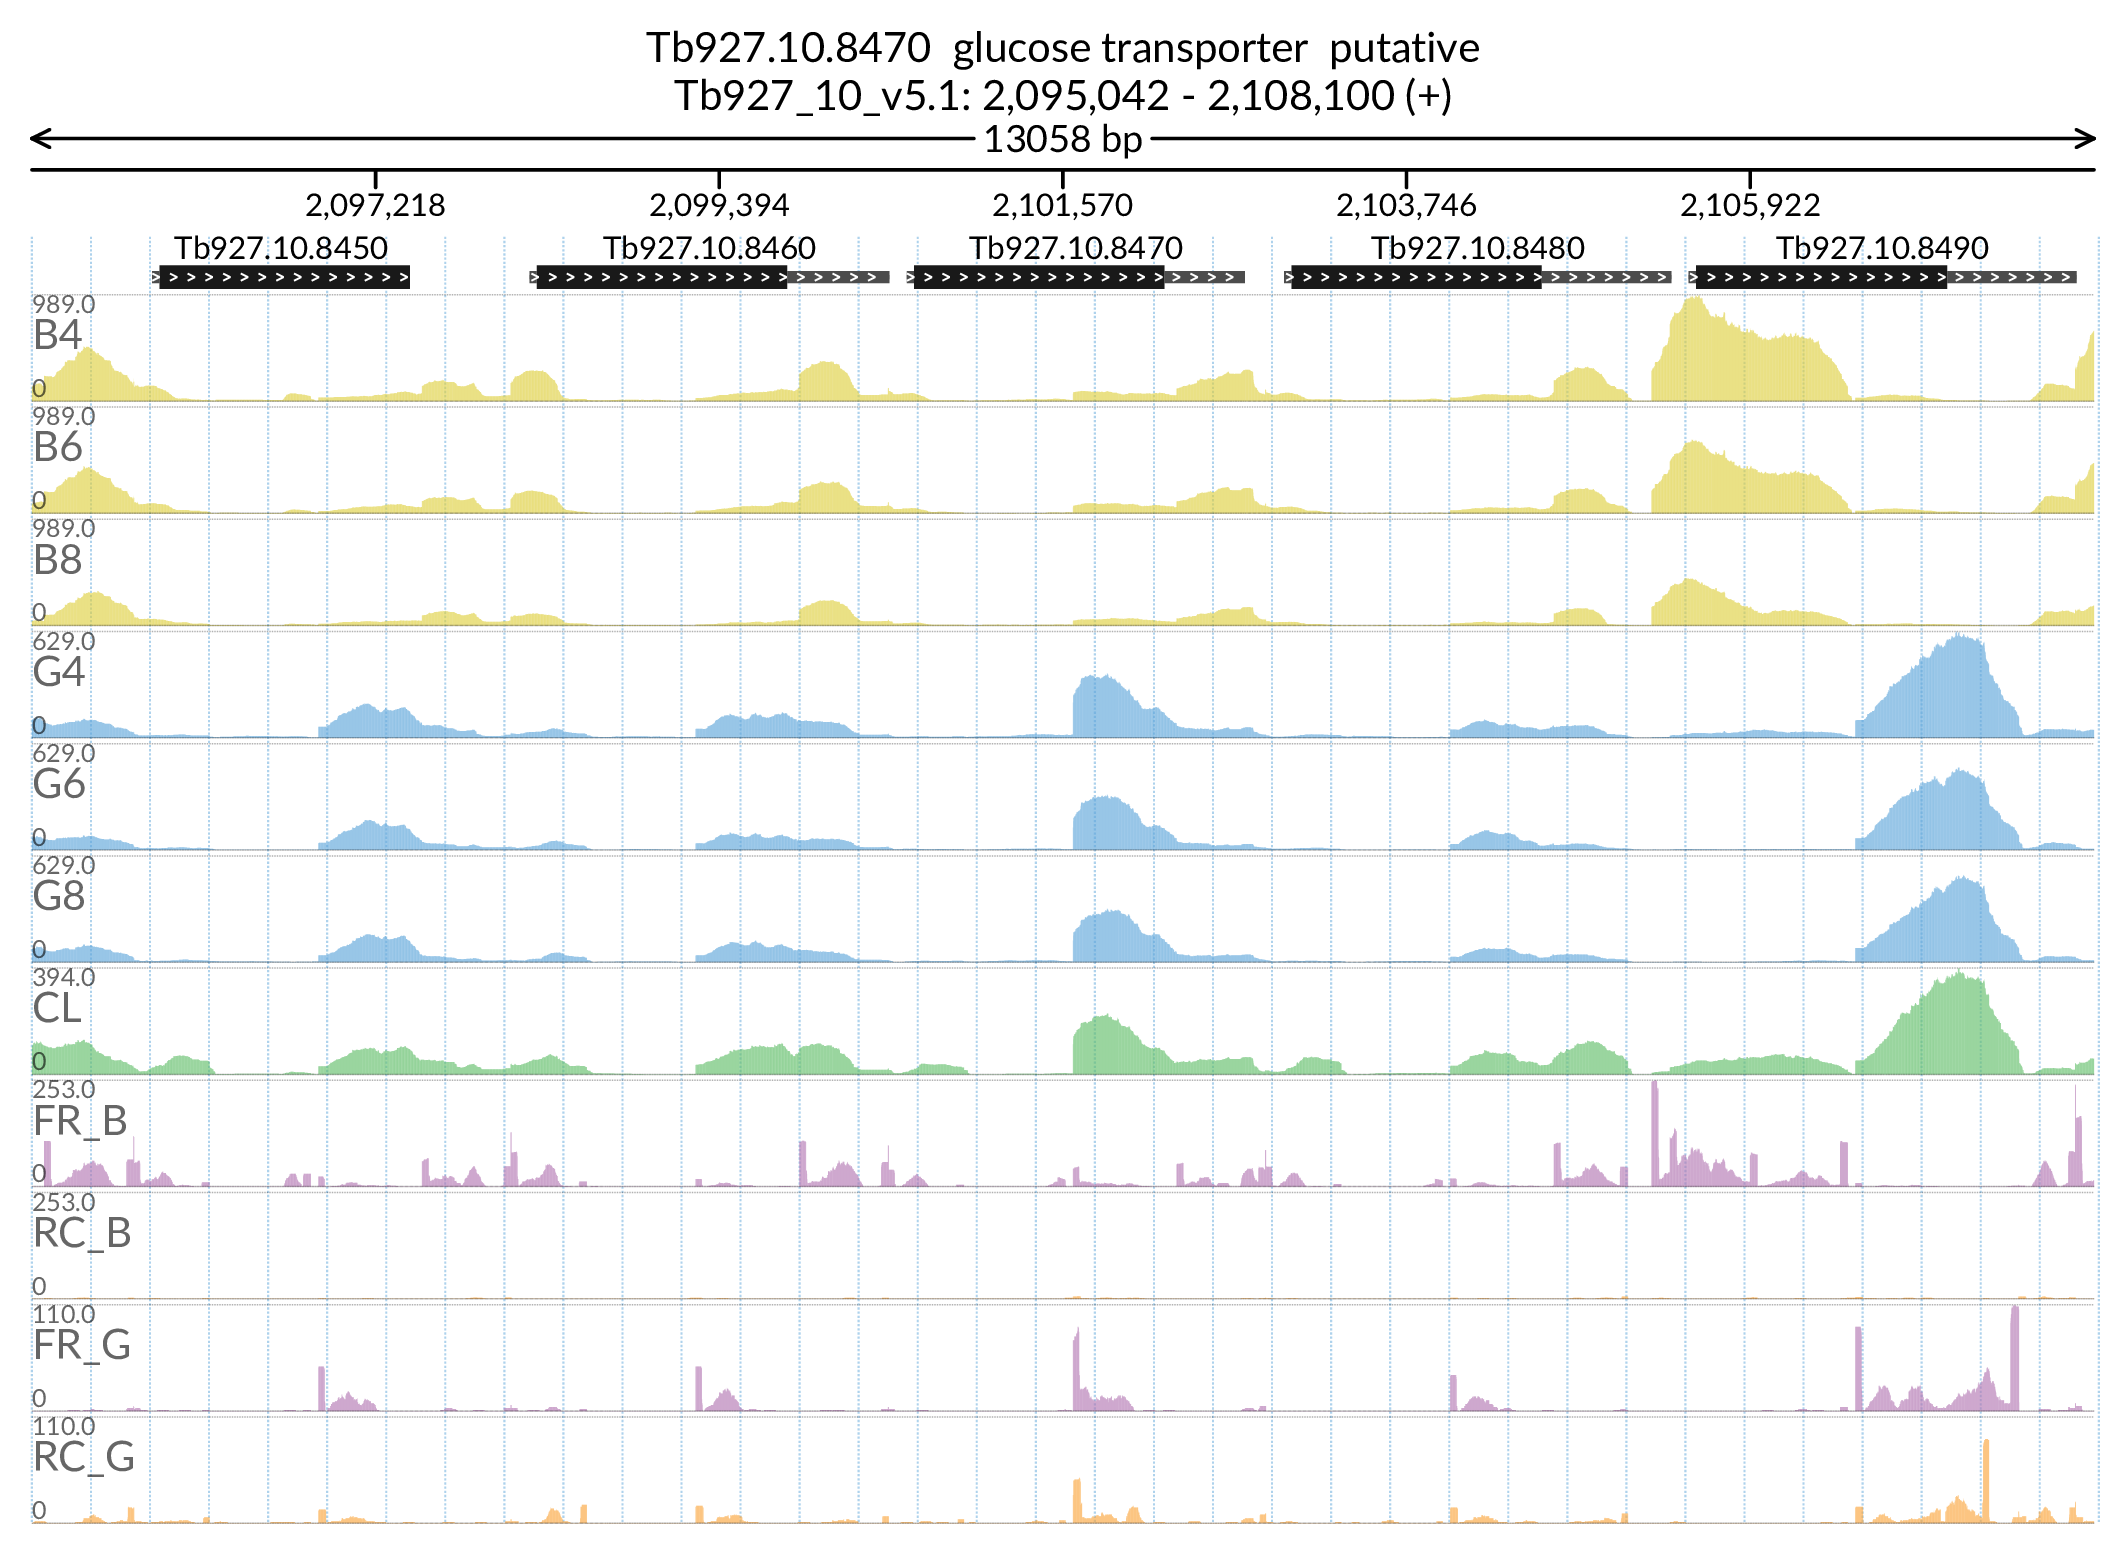 Tb927.10.8470 glucose transporter putative
Tb927_10_v5.1: 2,095,042 - 2,108,100 (+)
13058 bp
2,097,218 2,099,394 2,101,570 2,103,746 2,105,922
Tb927.10.8450 Tb927.10.8460 Tb927.10.8470 Tb927.10.8480 Tb927.10.8490
989.0
B4
0
989.0
B6
0
989.0
B8
0
629.0
G4
0
629.0
G6
0
629.0
G8
0
394.0
CL
0
253.0
FR_B
0
253.0
RC_B
0
110.0
FR_G
0
110.0
RC_G
0